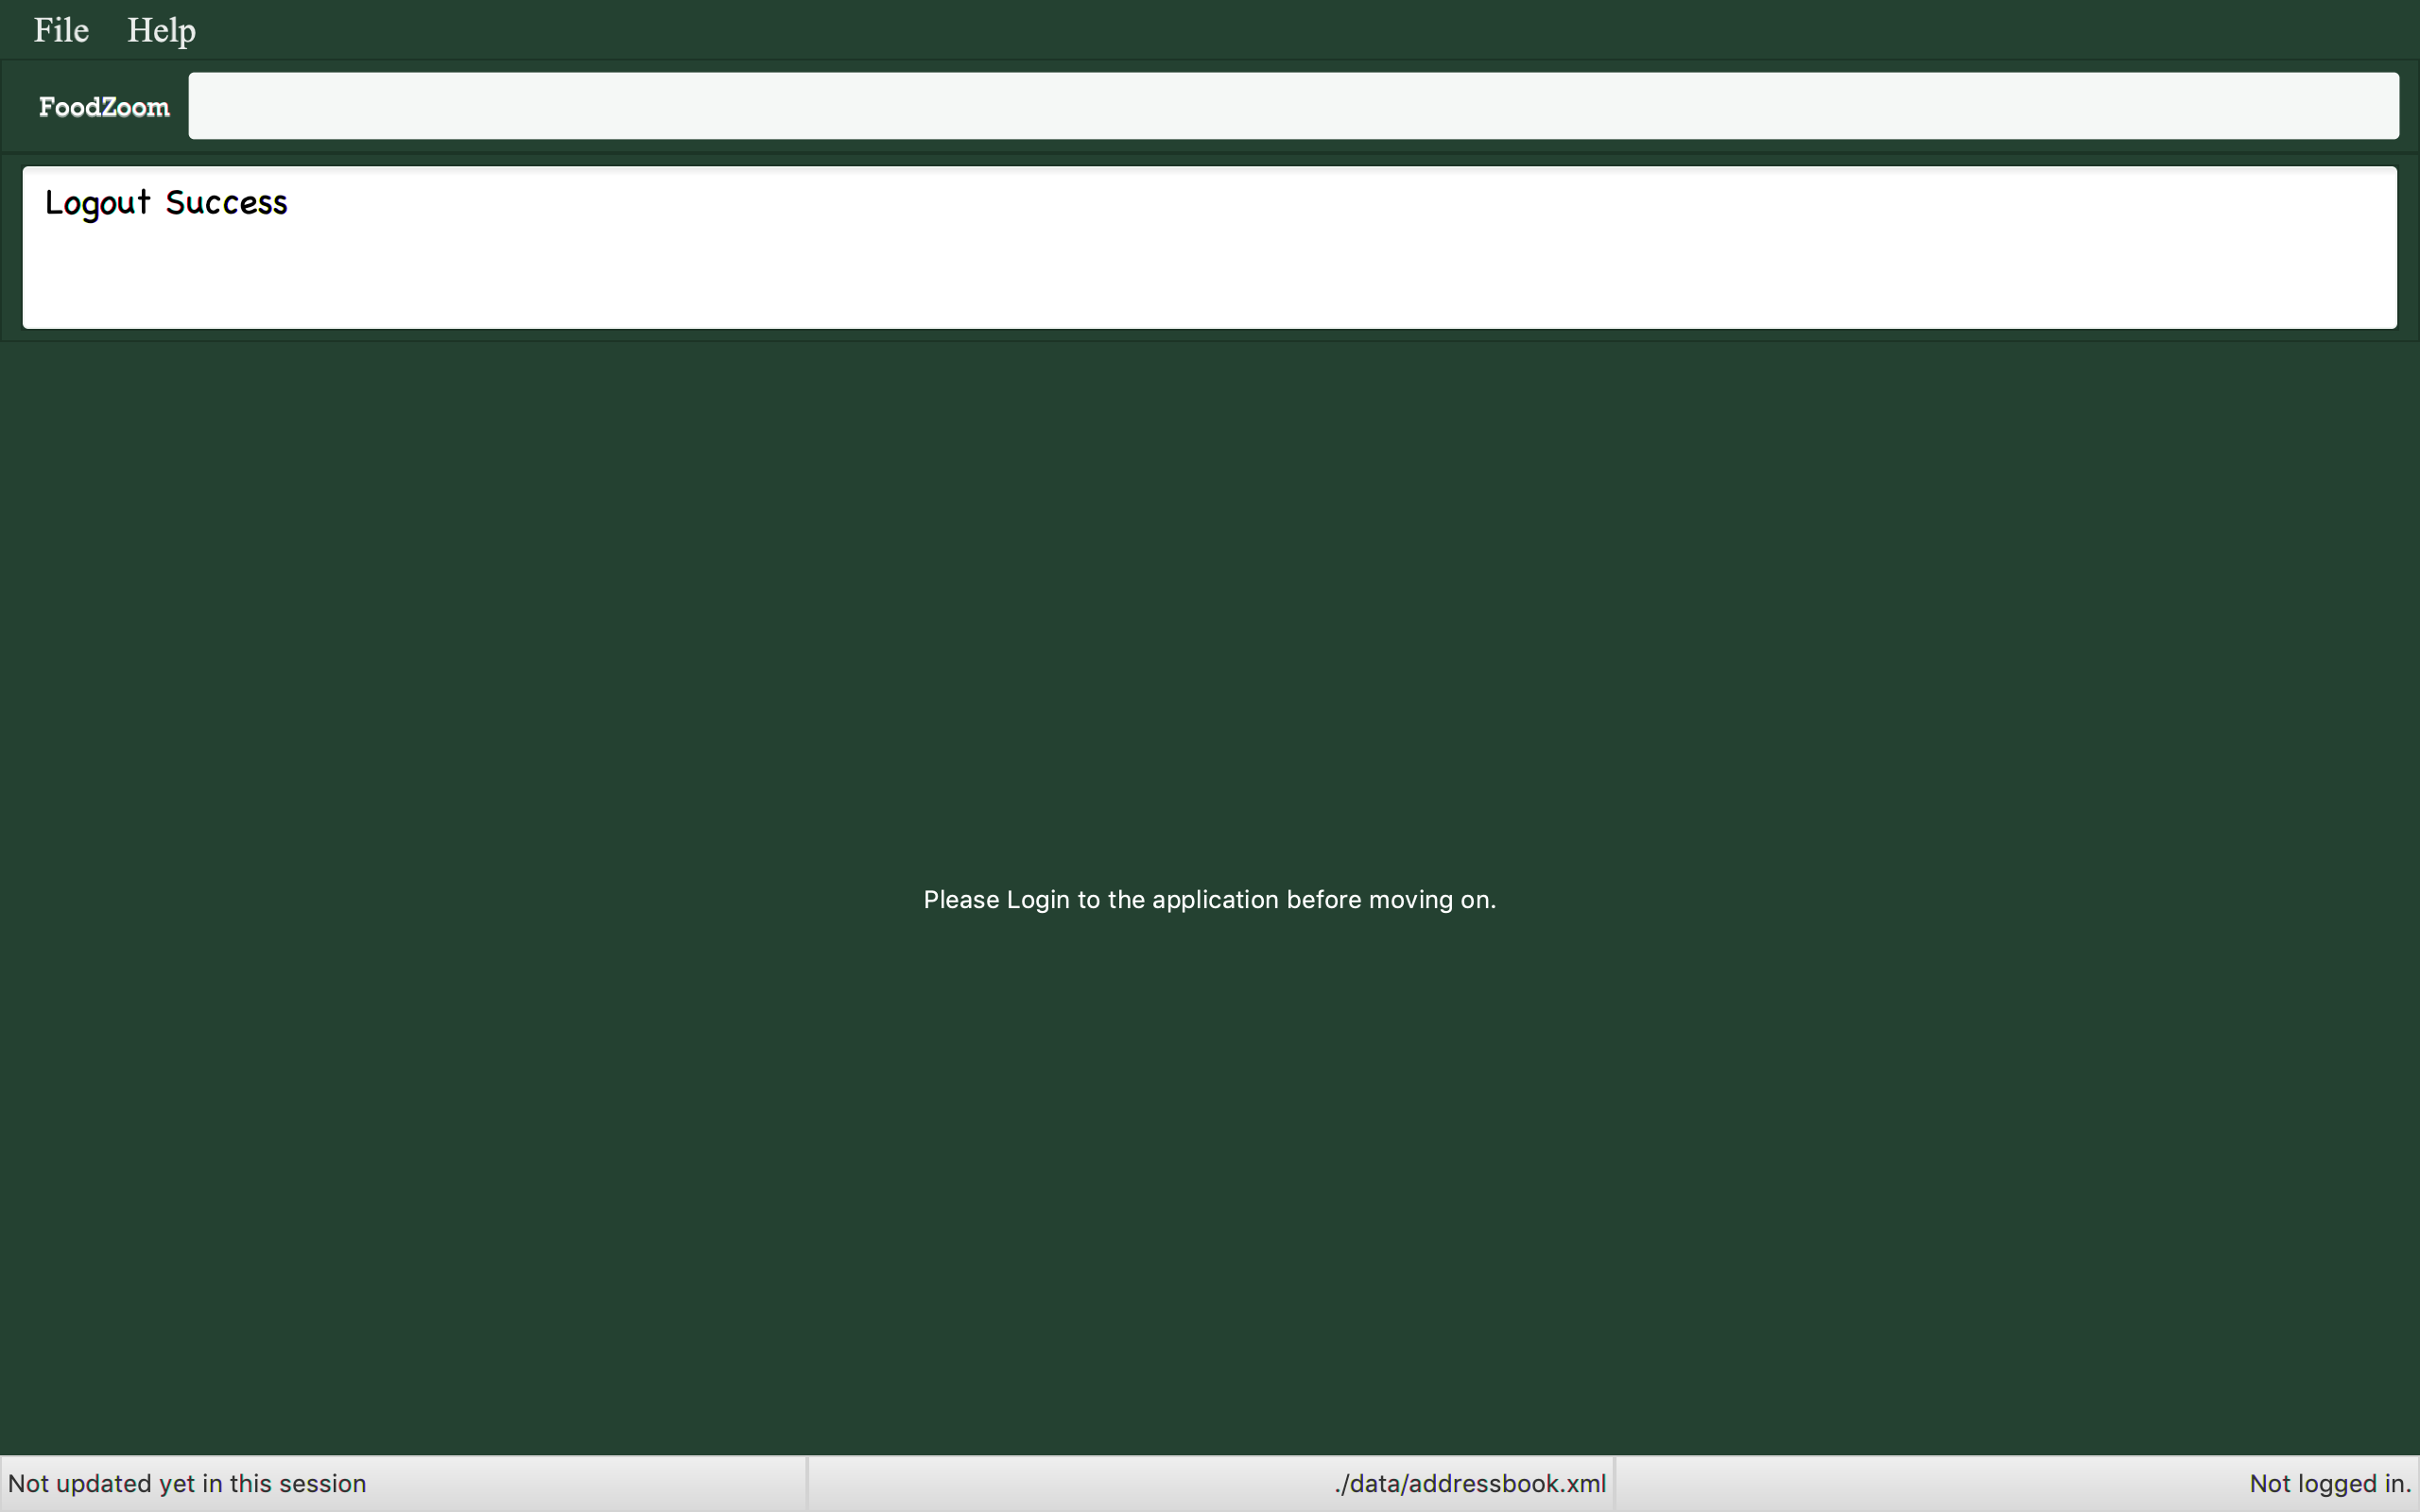 File Help
FoodZoom
Logout Success
Please Login to the application before moving on.
Not updated yet in this session ./data/addressbook.xml Not logged in.